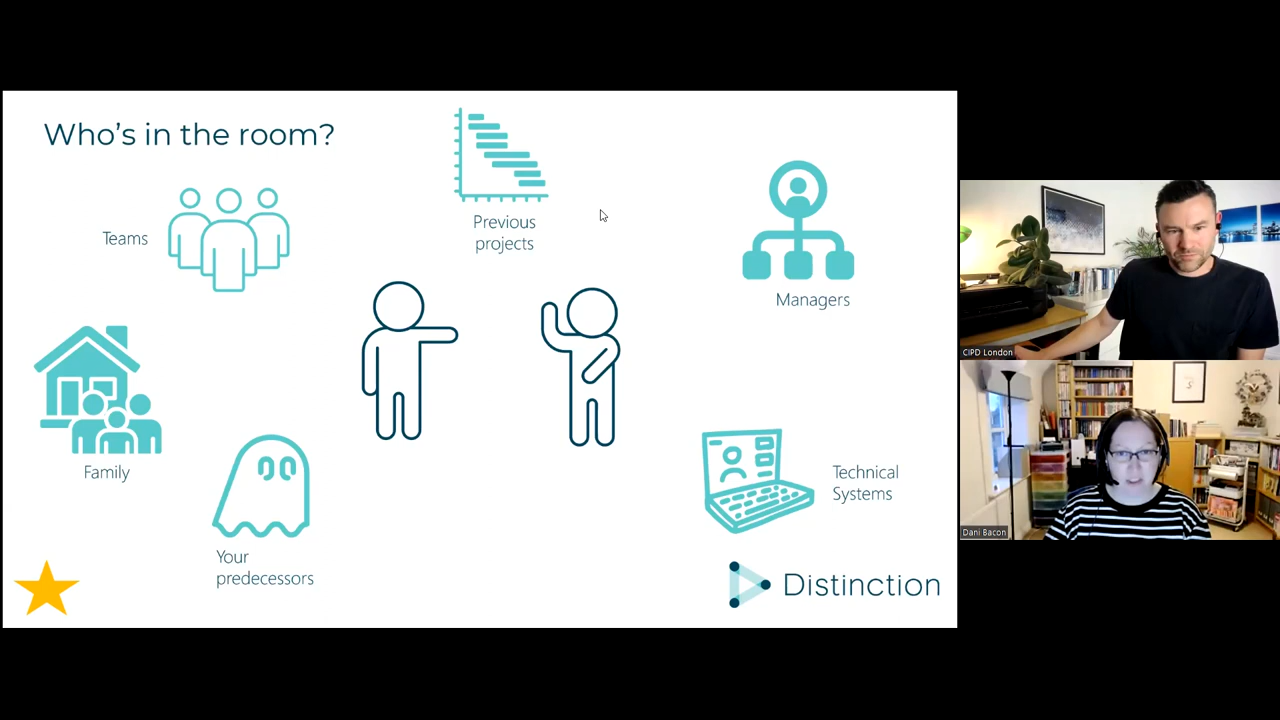 Who's in the room?
Previous
projects
Teams
Managers
Family
Technical
Systems
Your
predecessors
Distinction
CIPD London
Dani Bacon